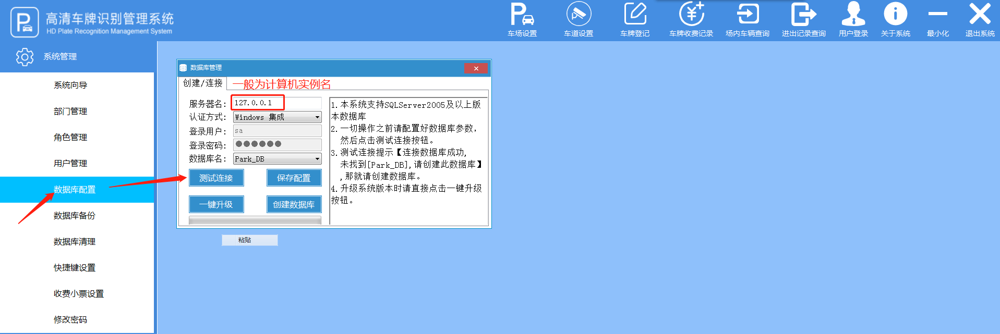 高清车牌识别管理系统
HD Plate Recognition Management System
车场设置
车道设置
车牌登记
车牌收费记录
场内车辆查询
进出记录查询
用户登录
关于系统
最小化
退出系统
系统管理
系统向导
部门管理
角色管理
用户管理
数据库配置
数据库备份
数据库清理
快捷键设置
收费小票设置
修改密码
数据库管理
创建/连接
一般为计算机实例名
服务器名: 127.0.0.1
认证方式: Windows 集成
登录用户: sa
登录密码: ●●●●●●
数据库名: Park_DB
测试连接
保存配置
一键升级
创建数据库
1.本系统支持SQLServer2005及以上版
本数据库
2.一切操作之前请配置好数据库参数，
然后点击测试连接按钮。
3.测试连接提示【连接数据库成功,
未找到[Park_DB],请创建此数据库】
,那就请创建数据库。
4.升级系统版本时请直接点击一键升级
按钮。
粘贴